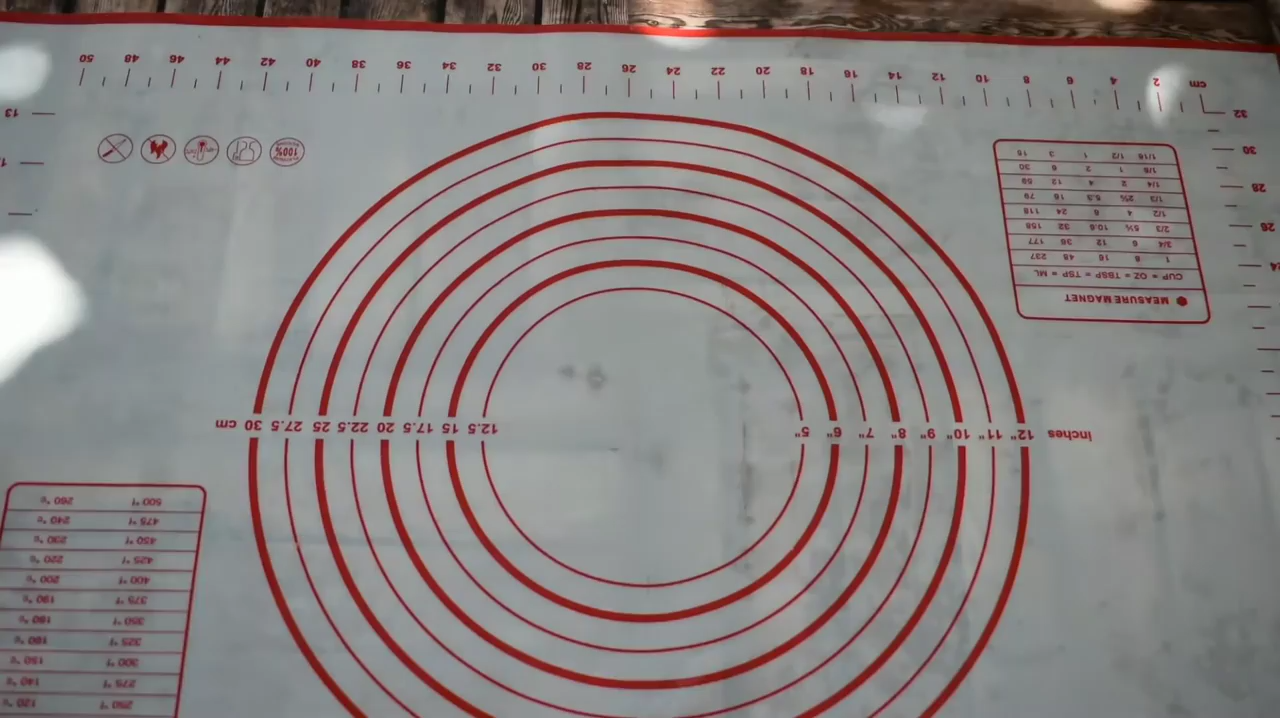 250 °F 120 °C
275 °F 140 °C
300 °F 150 °C
325 °F 160 °C
350 °F 180 °C
375 °F 190 °C
400 °F 200 °C
425 °F 220 °C
450 °F 230 °C
475 °F 240 °C
500 °F 260 °C
inches 12" 11" 10" 9" 8" 7" 6" 5" 12.5 15 17.5 20 22.5 25 27.5 30 cm
MEASURE MAGNET
CUP = OZ = TBSP = TSP = ML
1 8 16 48 237
3/4 6 12 36 177
2/3 5⅓ 10.6 32 158
1/2 4 8 24 118
1/3 2⅔ 5.3 16 79
1/4 2 4 12 59
1/8 1 2 6 30
1/16 1/2 1 3 15
100%
24
26
28
30
32
13
cm 2 4 6 8 10 12 14 16 18 20 22 24 26 28 30 32 34 36 38 40 42 44 46 48 50